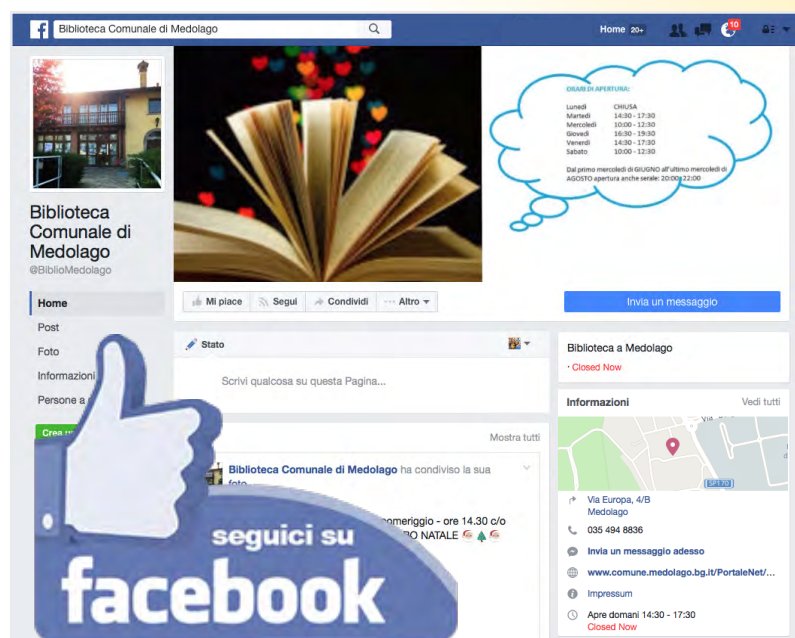 Biblioteca Comunale di Medolago
Home 20+
10
ORARI DI APERTURA:
Lunedì CHIUSA
Martedì 14:30 - 17:30
Mercoledì 10:00 - 12:30
Giovedì 16:30 - 19:30
Venerdì 14:30 - 17:30
Sabato 10:00 - 12:30
Dal primo mercoledì di GIUGNO all'ultimo mercoledì di
AGOSTO apertura anche serale: 20:00-22:00
Biblioteca
Comunale di
Medolago
@BiblioMedolago
Home
Post
Foto
Informazioni
Persone a
Mi piace
Segui
Condividi
Altro
Invia un messaggio
Stato
Scrivi qualcosa su questa Pagina...
Mostra tutti
Biblioteca Comunale di Medolago ha condiviso la sua
foto
pomeriggio - ore 14.30 c/o
NATALE
Biblioteca a Medolago
Closed Now
Informazioni Vedi tutti
Via
SP170
Via Europa, 4/B
Medolago
035 494 8836
Invia un messaggio adesso
www.comune.medolago.bg.it/PortaleNet/...
Impressum
Apre domani 14:30 - 17:30
Closed Now
seguici su
facebook